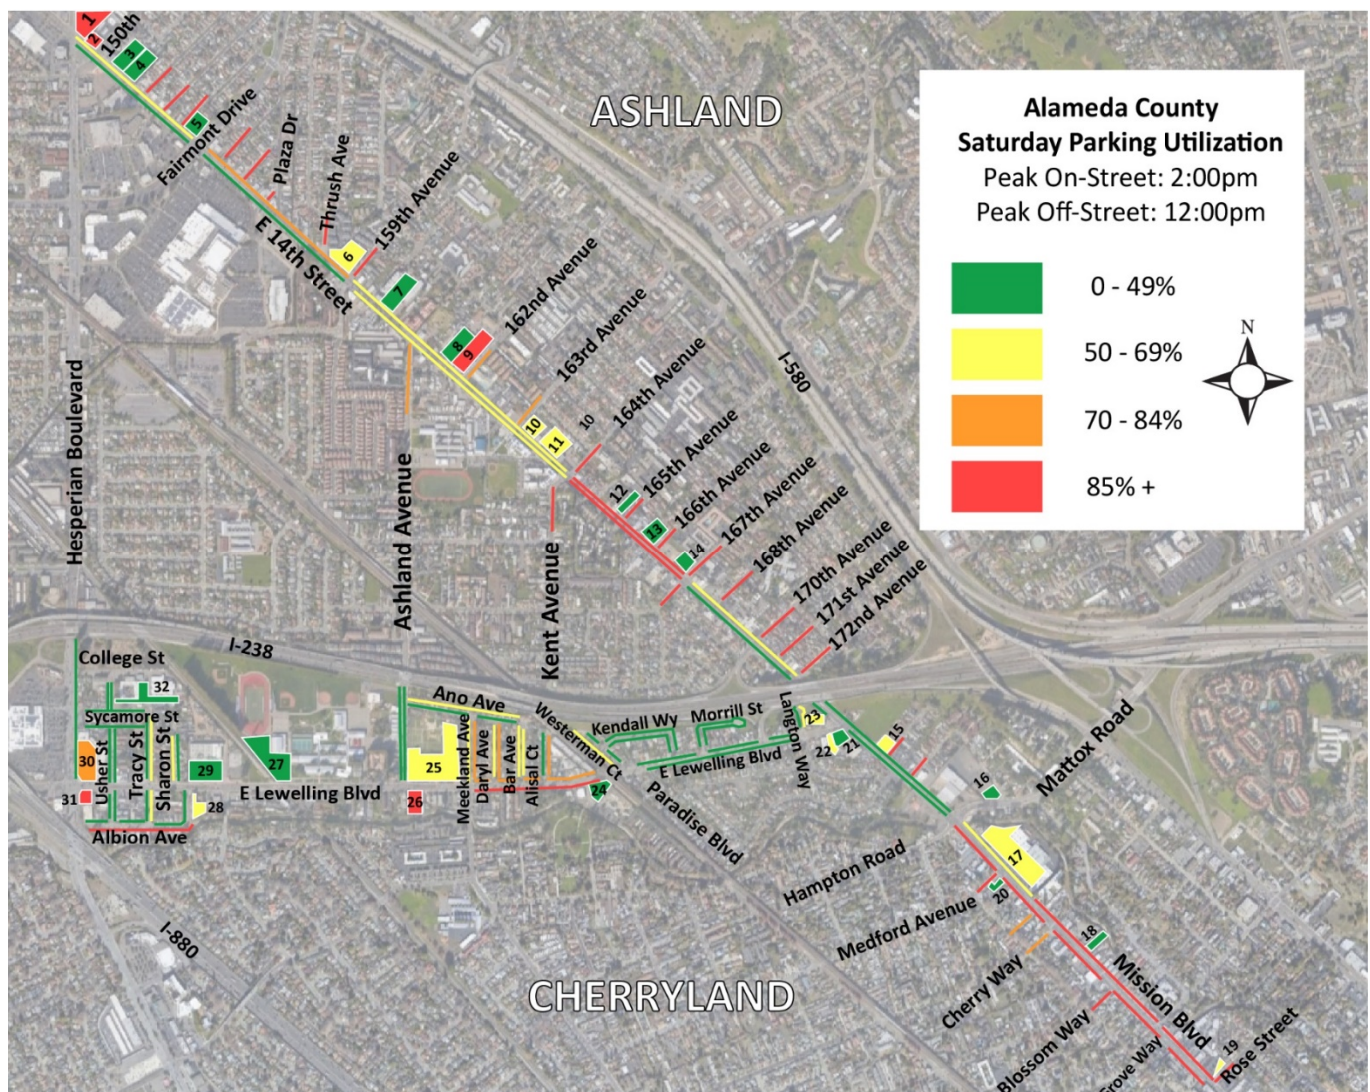 1
2
150th
3
4
5
Fairmont Drive
Plaza Dr
Thrush Ave
159th Avenue
E 14th Street
6
7
8
9
162nd Avenue
163rd Avenue
ASHLAND
Alameda County
Saturday Parking Utilization
Peak On-Street: 2:00pm
Peak Off-Street: 12:00pm
0 - 49%
50 - 69%
70 - 84%
85% +
N
I-580
10
11
10
164th Avenue
12
165th Avenue
13
166th Avenue
14
167th Avenue
168th Avenue
170th Avenue
171st Avenue
172nd Avenue
Hesperian Boulevard
Ashland Avenue
Kent Avenue
I-238
College St
32
Sycamore St
30
Usher St
Tracy St
Sharon St
29
27
31
28
E Lewelling Blvd
Albion Ave
I-880
Ano Ave
25
26
Meekland Ave
Daryl Ave
Bar Ave
Alisal Ct
Westerman Ct
24
Kendall Wy
Morrill St
E Lewelling Blvd
Langton Way
23
22
21
15
Paradise Blvd
16
Mattox Road
17
Hampton Road
Medford Avenue
20
18
Cherry Way
Mission Blvd
Blossom Way
Grove Way
19
Rose Street
CHERRYLAND